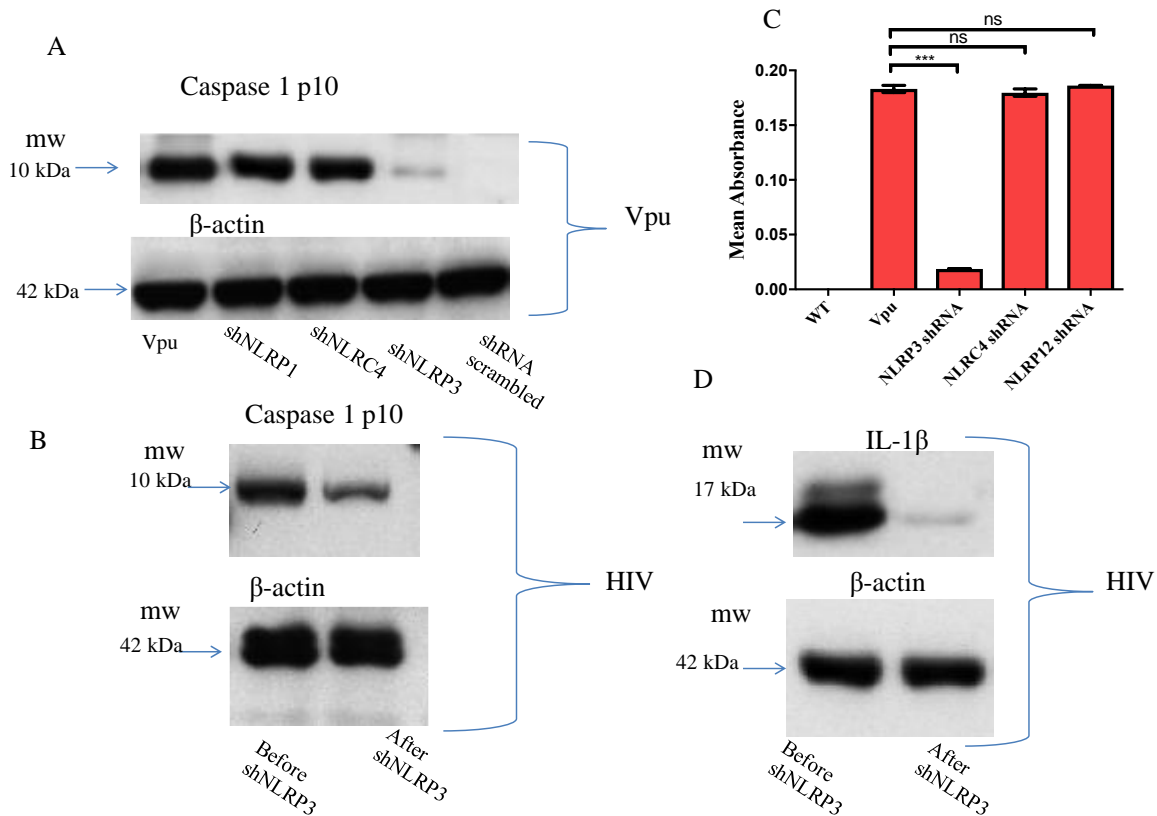 A
Caspase 1 p10
mw
10 kDa
β-actin
42 kDa
Vpu
shNLRP1
shNLRC4
shNLRP3
shRNA
scrambled
Vpu
C
ns
ns
***
Mean Absorbance
0.20
0.15
0.10
0.05
0.00
WT
Vpu
NLRP3 shRNA
NLRC4 shRNA
NLRP12 shRNA
B
Caspase 1 p10
mw
10 kDa
β-actin
mw
42 kDa
Before
shNLRP3
After
shNLRP3
HIV
D
IL-1β
mw
17 kDa
β-actin
mw
42 kDa
Before
shNLRP3
After
shNLRP3
HIV